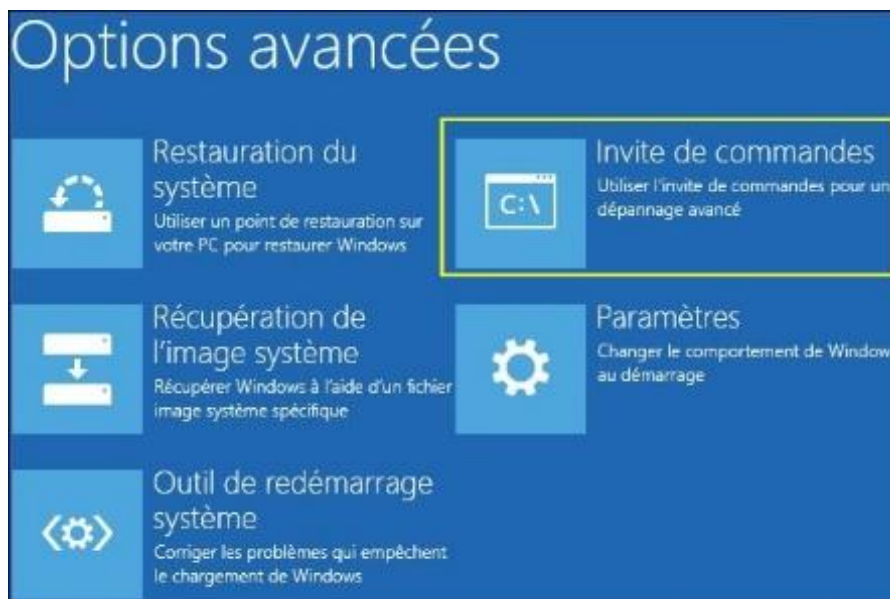 Options avancées
Restauration du
système
Utiliser un point de restauration sur
votre PC pour restaurer Windows
Invite de commandes
Utiliser l'invite de commandes pour un
dépannage avancé
C:\
Récupération de
l'image système
Récupérer Windows à l'aide d'un fichier
image système spécifique
Paramètres
Changer le comportement de Window
au démarrage
Outil de redémarrage
système
Corriger les problèmes qui empêchent
le chargement de Windows